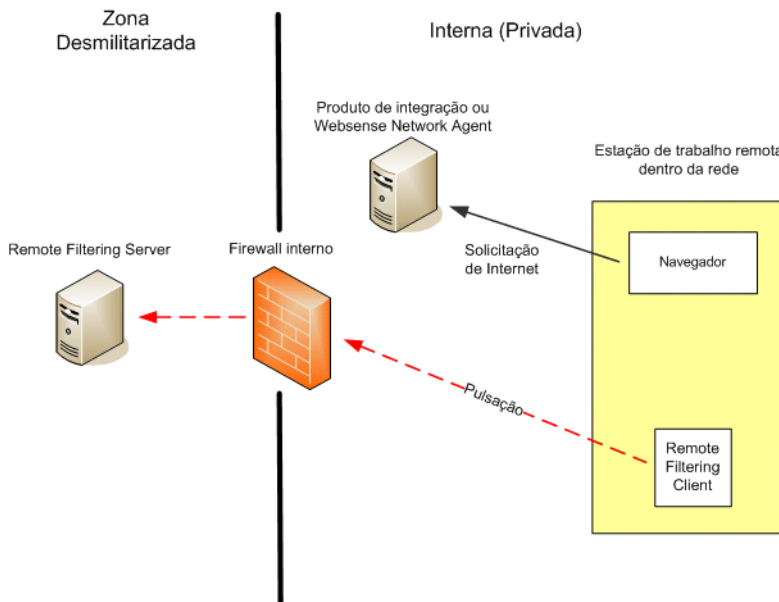 Zona
Desmilitarizada
Interna (Privada)
Produto de integração ou
Websense Network Agent
Estação de trabalho remota
dentro da rede
Remote Filtering Server
Firewall interno
Solicitação
de Internet
Navegador
Pulsação
Remote
Filtering
Client